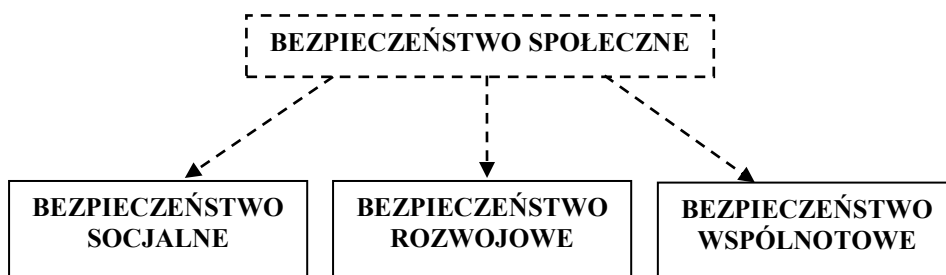 BEZPIECZEŃSTWO SPOŁECZNE
BEZPIECZEŃSTWO
SOCJALNE
BEZPIECZEŃSTWO
ROZWOJOWE
BEZPIECZEŃSTWO
WSPÓLNOTOWE